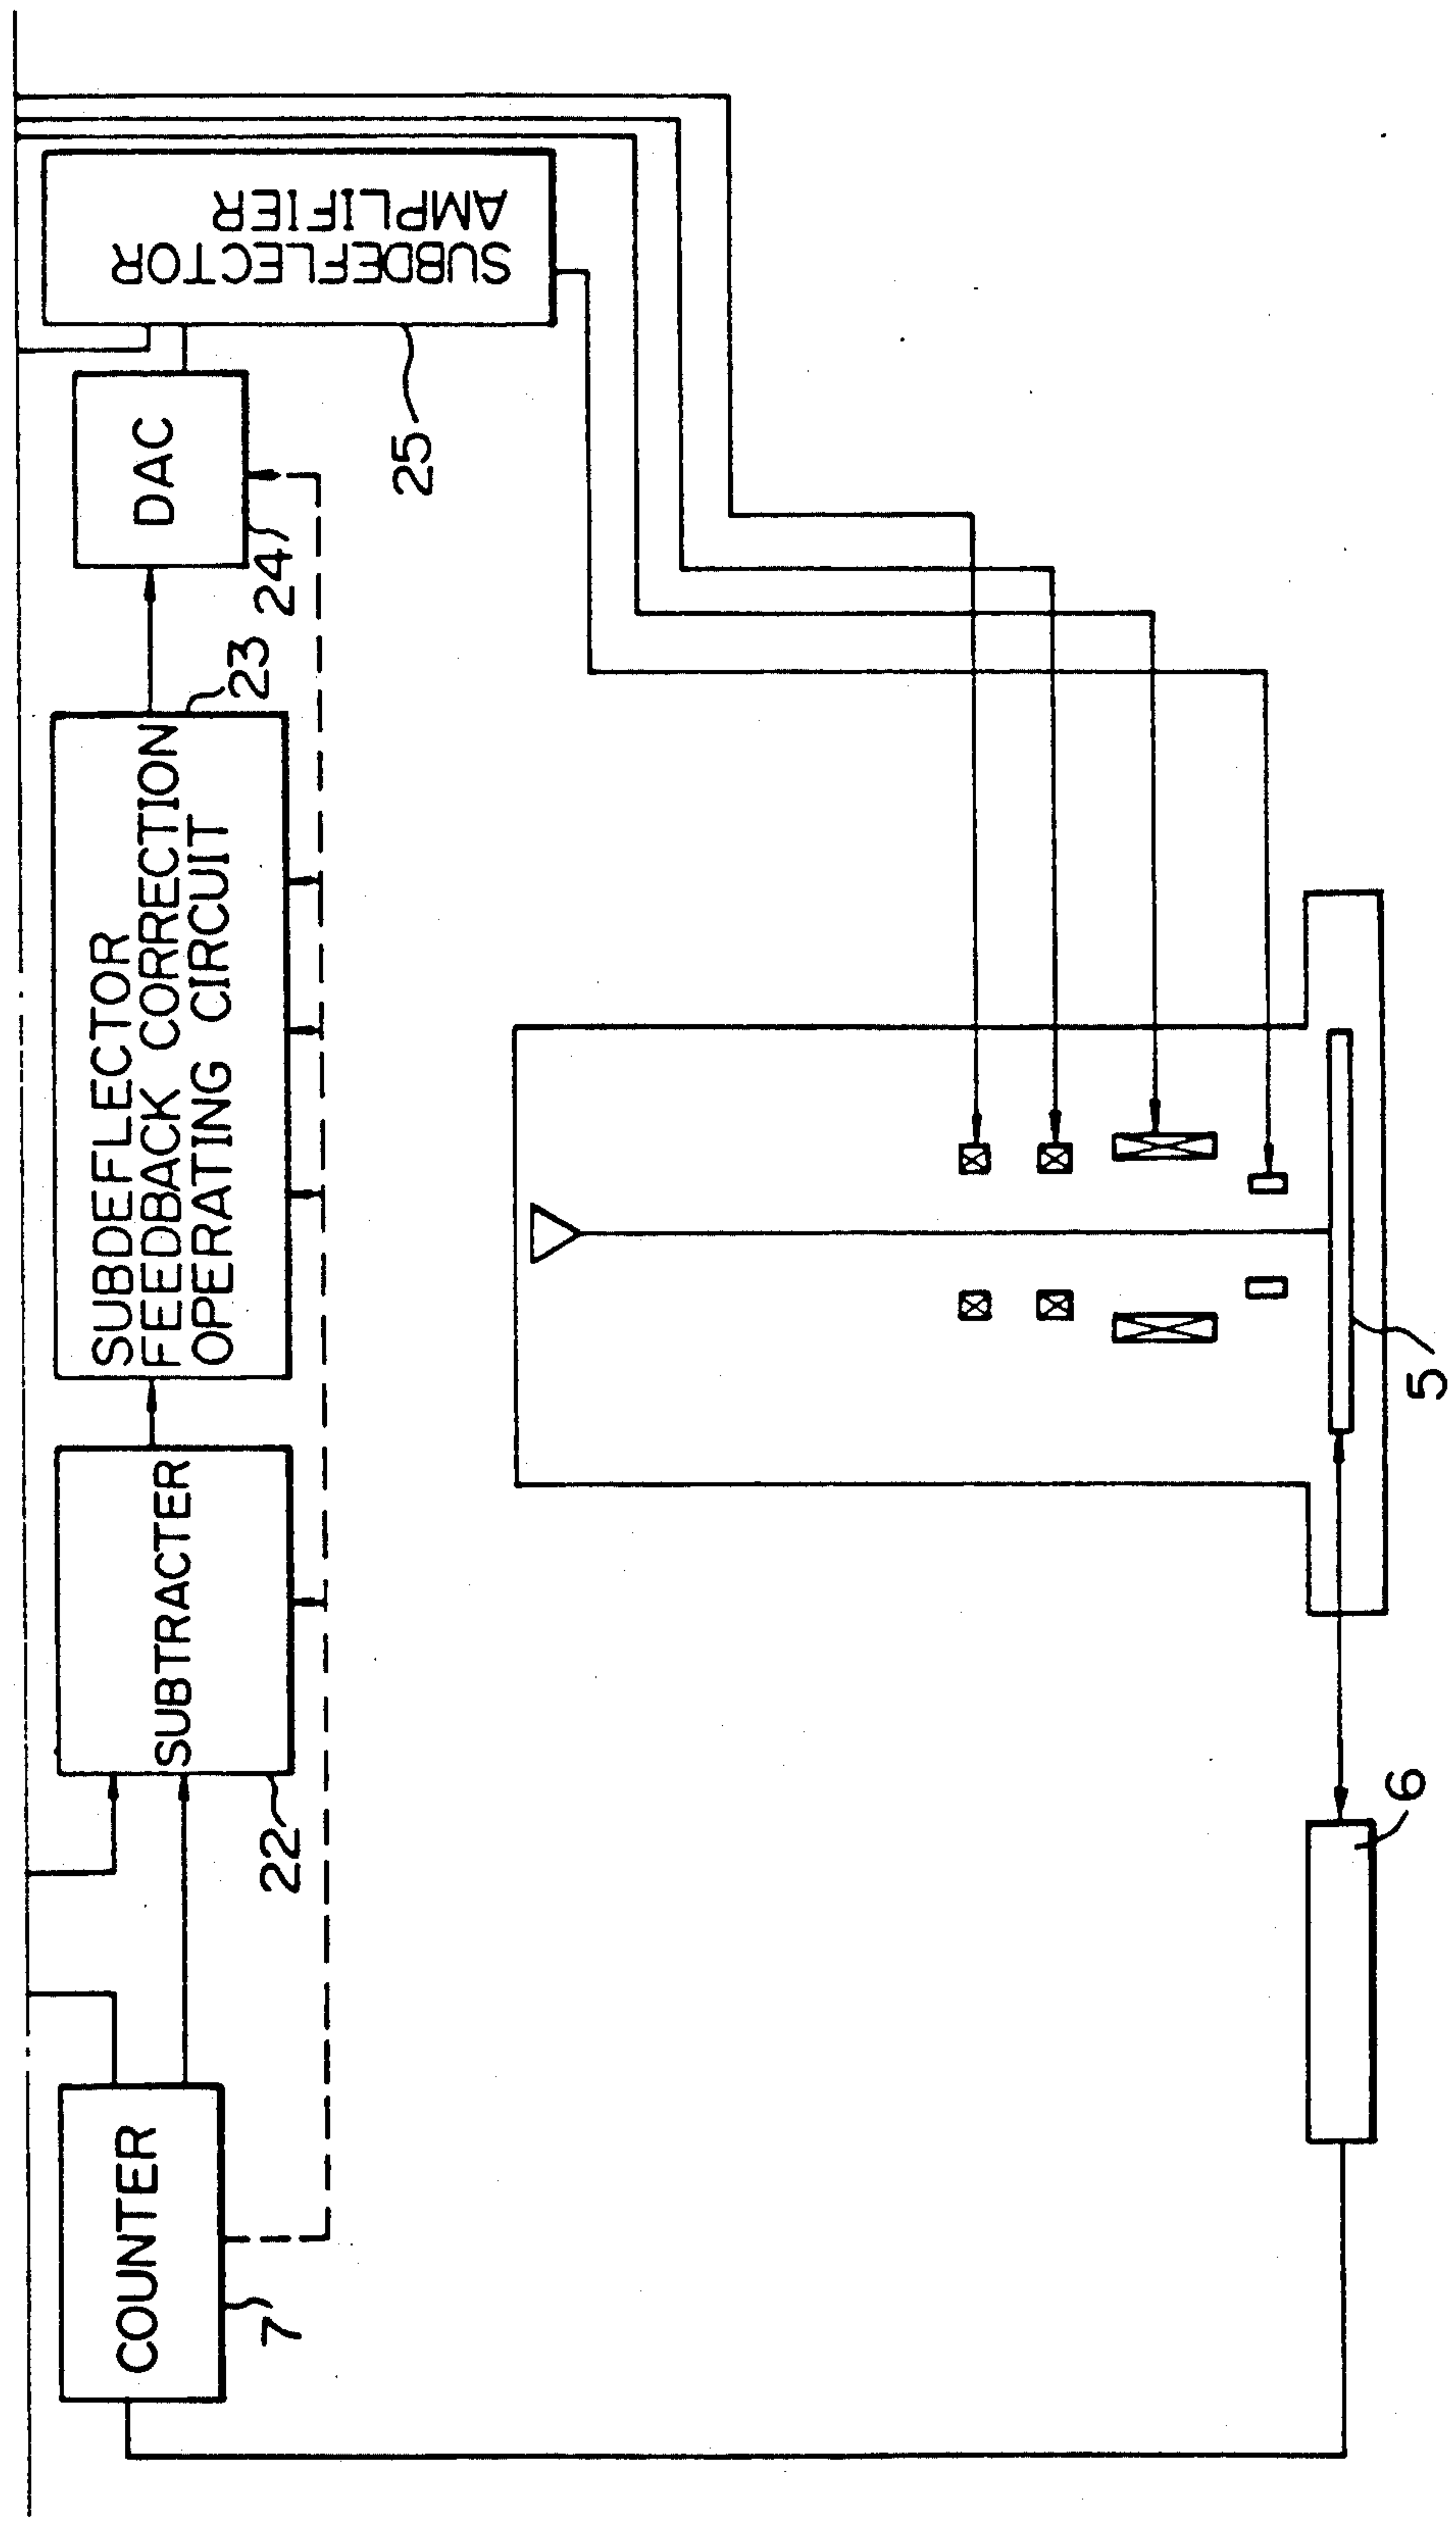 COUNTER
7
SUBTRACTER
22
SUBDEFLECTOR
FEEDBACK CORRECTION
OPERATING CIRCUIT
23
DAC
24
SUBDEFLECTOR
AMPLIFIER
25
5
6